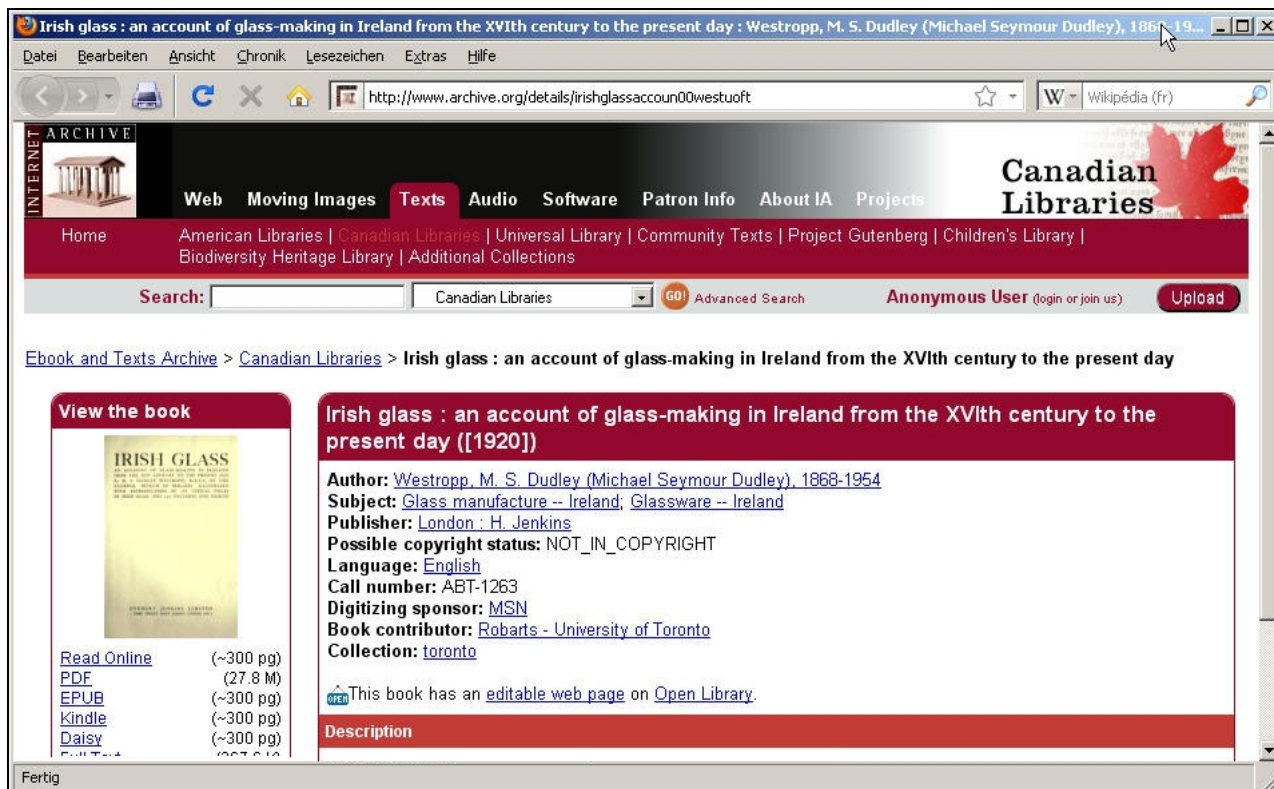 Irish glass : an account of glass-making in Ireland from the XVIth century to the present day : Westropp, M. S. Dudley (Michael Seymour Dudley), 1868-19...
Datei Bearbeiten Ansicht Chronik Lesezeichen Extras Hilfe
http://www.archive.org/details/irishglassaccoun00westuoft
W Wikipédia (fr)
INTERNET ARCHIVE
Canadian Libraries
Web Moving Images Texts Audio Software Patron Info About IA Projects
Home American Libraries | Canadian Libraries | Universal Library | Community Texts | Project Gutenberg | Children's Library |
Biodiversity Heritage Library | Additional Collections
Search: Canadian Libraries GO! Advanced Search Anonymous User (login or join us) Upload
Ebook and Texts Archive > Canadian Libraries > Irish glass : an account of glass-making in Ireland from the XVIth century to the present day
View the book
IRISH GLASS
Read Online (~300 pg)
PDF (27.8 M)
EPUB (~300 pg)
Kindle (~300 pg)
Daisy (~300 pg)
Irish glass : an account of glass-making in Ireland from the XVIth century to the
present day ([1920])
Author: Westropp, M. S. Dudley (Michael Seymour Dudley), 1868-1954
Subject: Glass manufacture -- Ireland; Glassware -- Ireland
Publisher: London : H. Jenkins
Possible copyright status: NOT_IN_COPYRIGHT
Language: English
Call number: ABT-1263
Digitizing sponsor: MSN
Book contributor: Robarts - University of Toronto
Collection: toronto
OPEN This book has an editable web page on Open Library.
Description
Fertig